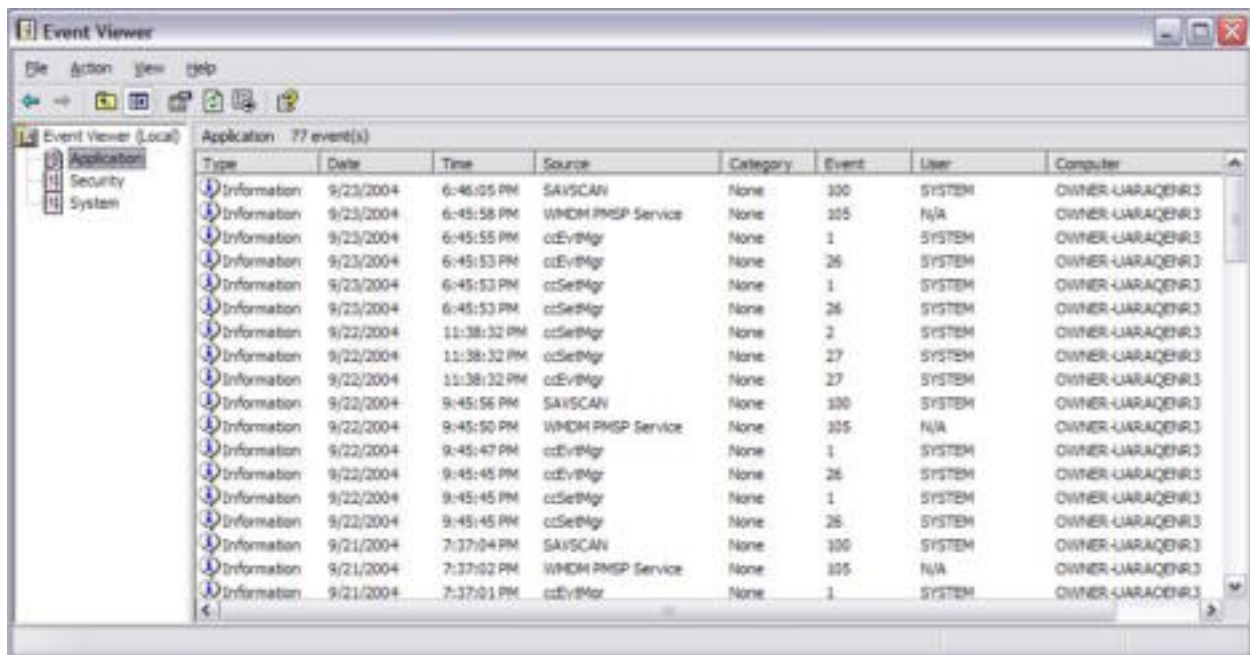 Event Viewer
File Action View Help
Event Viewer (Local)
Application
Security
System
Application 77 event(s)
Type Date Time Source Category Event User Computer
Information 9/23/2004 6:46:05 PM SAVSCAN None 100 SYSTEM OWNER-UARAQENR3
Information 9/23/2004 6:45:58 PM WMDM PMSP Service None 105 N/A OWNER-UARAQENR3
Information 9/23/2004 6:45:55 PM ccEvtMgr None 1 SYSTEM OWNER-UARAQENR3
Information 9/23/2004 6:45:53 PM ccEvtMgr None 26 SYSTEM OWNER-UARAQENR3
Information 9/23/2004 6:45:53 PM ccSetMgr None 1 SYSTEM OWNER-UARAQENR3
Information 9/23/2004 6:45:53 PM ccSetMgr None 26 SYSTEM OWNER-UARAQENR3
Information 9/22/2004 11:38:32 PM ccSetMgr None 2 SYSTEM OWNER-UARAQENR3
Information 9/22/2004 11:38:32 PM ccSetMgr None 27 SYSTEM OWNER-UARAQENR3
Information 9/22/2004 11:38:32 PM ccEvtMgr None 27 SYSTEM OWNER-UARAQENR3
Information 9/22/2004 9:45:56 PM SAVSCAN None 100 SYSTEM OWNER-UARAQENR3
Information 9/22/2004 9:45:50 PM WMDM PMSP Service None 105 N/A OWNER-UARAQENR3
Information 9/22/2004 9:45:47 PM ccEvtMgr None 1 SYSTEM OWNER-UARAQENR3
Information 9/22/2004 9:45:45 PM ccEvtMgr None 26 SYSTEM OWNER-UARAQENR3
Information 9/22/2004 9:45:45 PM ccSetMgr None 1 SYSTEM OWNER-UARAQENR3
Information 9/22/2004 9:45:45 PM ccSetMgr None 26 SYSTEM OWNER-UARAQENR3
Information 9/21/2004 7:37:04 PM SAVSCAN None 100 SYSTEM OWNER-UARAQENR3
Information 9/21/2004 7:37:02 PM WMDM PMSP Service None 105 N/A OWNER-UARAQENR3
Information 9/21/2004 7:37:01 PM ccEvtMgr None 1 SYSTEM OWNER-UARAQENR3